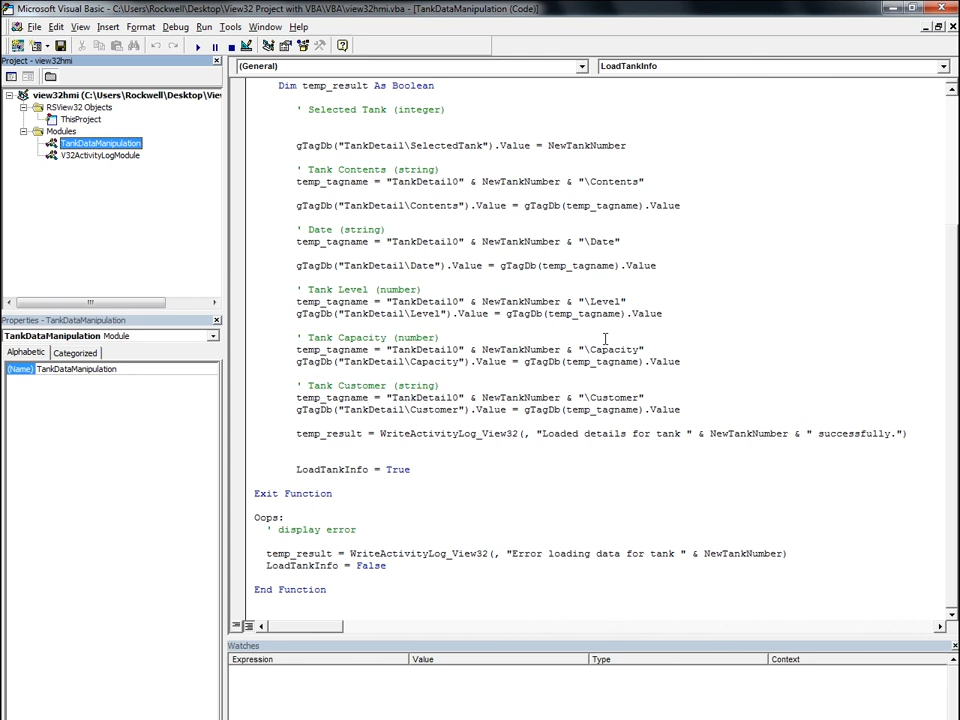 Microsoft Visual Basic - C:\Users\Rockwell\Desktop\View32 Project with VBA\VBA\view32hmi.vba - [TankDataManipulation (Code)]
File Edit View Insert Format Debug Run Tools Window Help
Project - view32hmi
view32hmi (C:\Users\Rockwell\Desktop\Vie
RSView32 Objects
ThisProject
Modules
TankDataManipulation
V32ActivityLogModule
Properties - TankDataManipulation
TankDataManipulation Module
Alphabetic Categorized
(Name) TankDataManipulation
(General) LoadTankInfo
Dim temp_result As Boolean
' Selected Tank (integer)
gTagDb("TankDetail\SelectedTank").Value = NewTankNumber
' Tank Contents (string)
temp_tagname = "TankDetail0" & NewTankNumber & "\Contents"
gTagDb("TankDetail\Contents").Value = gTagDb(temp_tagname).Value
' Date (string)
temp_tagname = "TankDetail0" & NewTankNumber & "\Date"
gTagDb("TankDetail\Date").Value = gTagDb(temp_tagname).Value
' Tank Level (number)
temp_tagname = "TankDetail0" & NewTankNumber & "\Level"
gTagDb("TankDetail\Level").Value = gTagDb(temp_tagname).Value
' Tank Capacity (number)
temp_tagname = "TankDetail0" & NewTankNumber & "\Capacity"
gTagDb("TankDetail\Capacity").Value = gTagDb(temp_tagname).Value
' Tank Customer (string)
temp_tagname = "TankDetail0" & NewTankNumber & "\Customer"
gTagDb("TankDetail\Customer").Value = gTagDb(temp_tagname).Value
temp_result = WriteActivityLog_View32(, "Loaded details for tank " & NewTankNumber & " successfully.")
LoadTankInfo = True
Exit Function
Oops:
' display error
temp_result = WriteActivityLog_View32(, "Error loading data for tank " & NewTankNumber)
LoadTankInfo = False
End Function
Watches
Expression Value Type Context